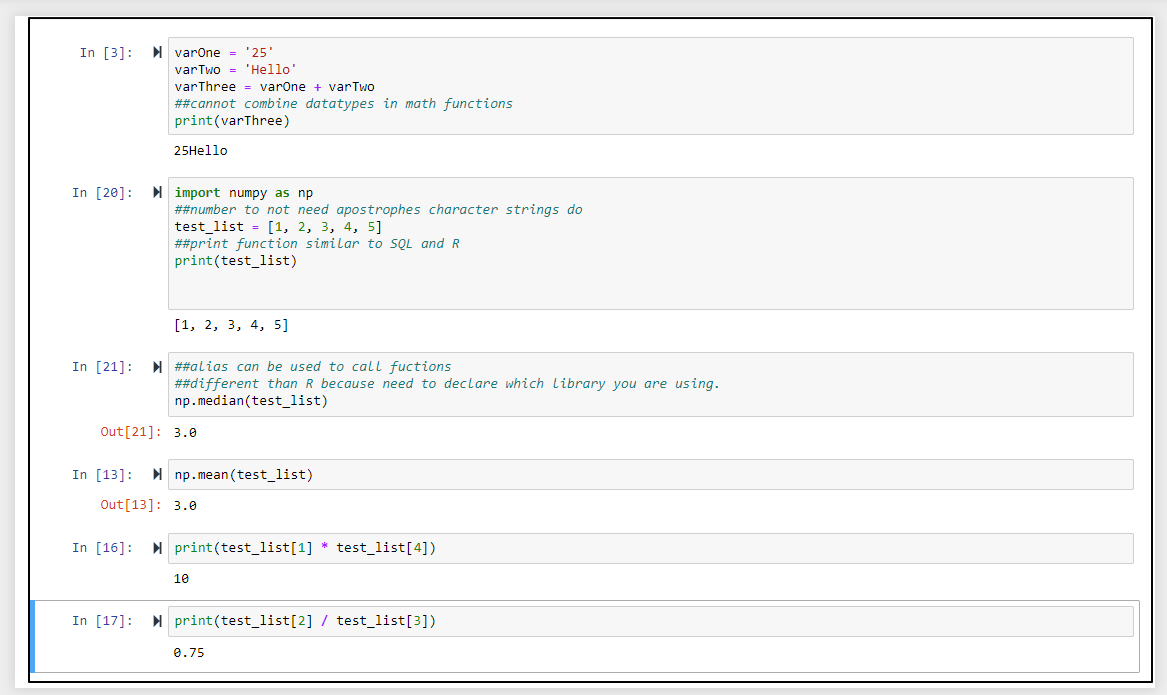 In [3]:
varOne = '25'
varTwo = 'Hello'
varThree = varOne + varTwo
##cannot combine datatypes in math functions
print(varThree)
25Hello
In [20]:
import numpy as np
##number to not need apostrophes character strings do
test_list = [1, 2, 3, 4, 5]
##print function similar to SQL and R
print(test_list)
[1, 2, 3, 4, 5]
In [21]:
##alias can be used to call fuctions
##different than R because need to declare which library you are using.
np.median(test_list)
Out[21]: 3.0
In [13]: np.mean(test_list)
Out[13]: 3.0
In [16]: print(test_list[1] * test_list[4])
10
In [17]: print(test_list[2] / test_list[3])
0.75